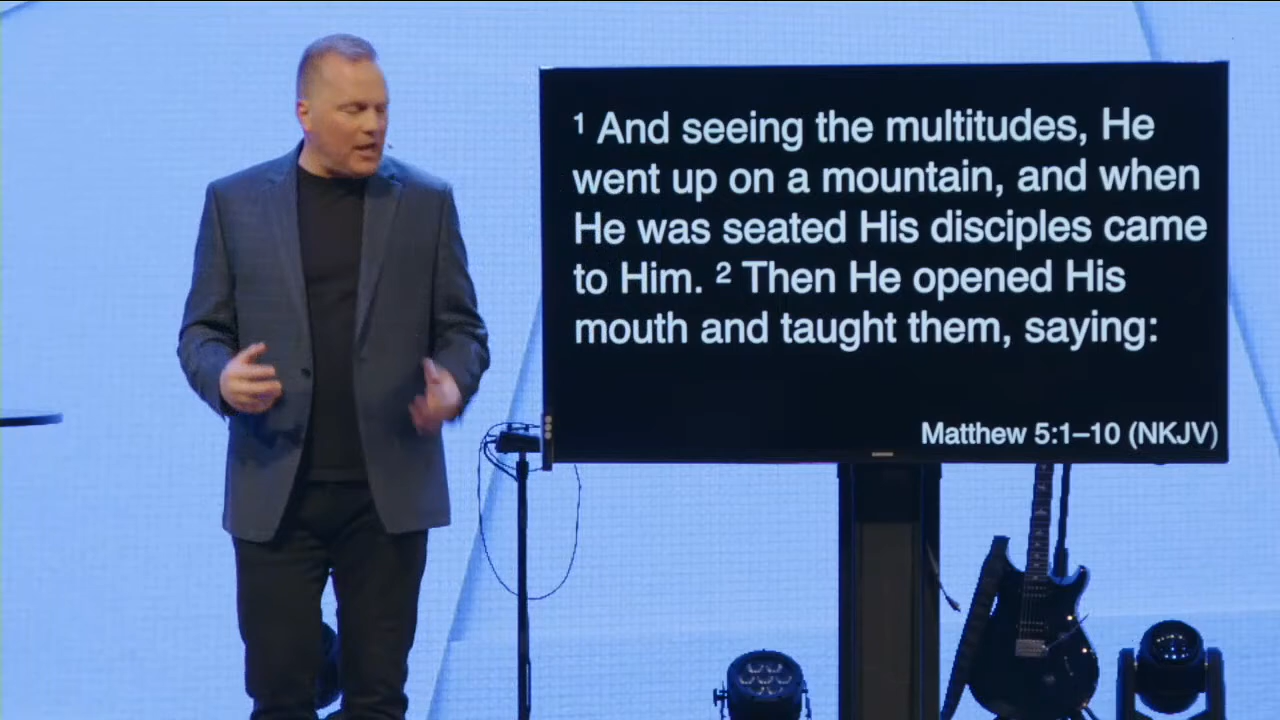 ¹ And seeing the multitudes, He
went up on a mountain, and when
He was seated His disciples came
to Him. ² Then He opened His
mouth and taught them, saying:
Matthew 5:1–10 (NKJV)